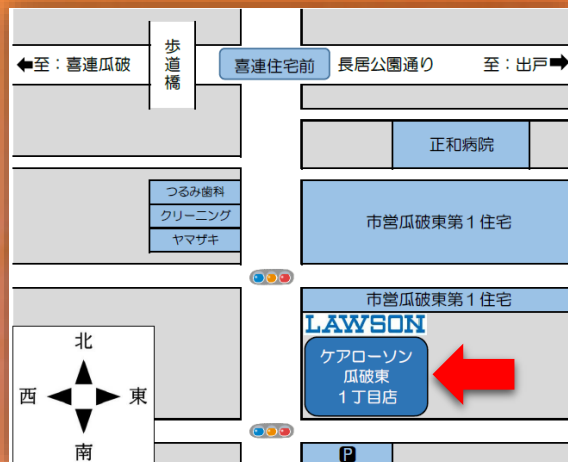 ←至：喜連瓜破
歩道橋
喜連住宅前
長居公園通り
至：出戸→
正和病院
つるみ歯科
クリーニング
ヤマザキ
市営瓜破東第１住宅
市営瓜破東第１住宅
LAWSON
ケアローソン
瓜破東
１丁目店
北
西
東
南
P